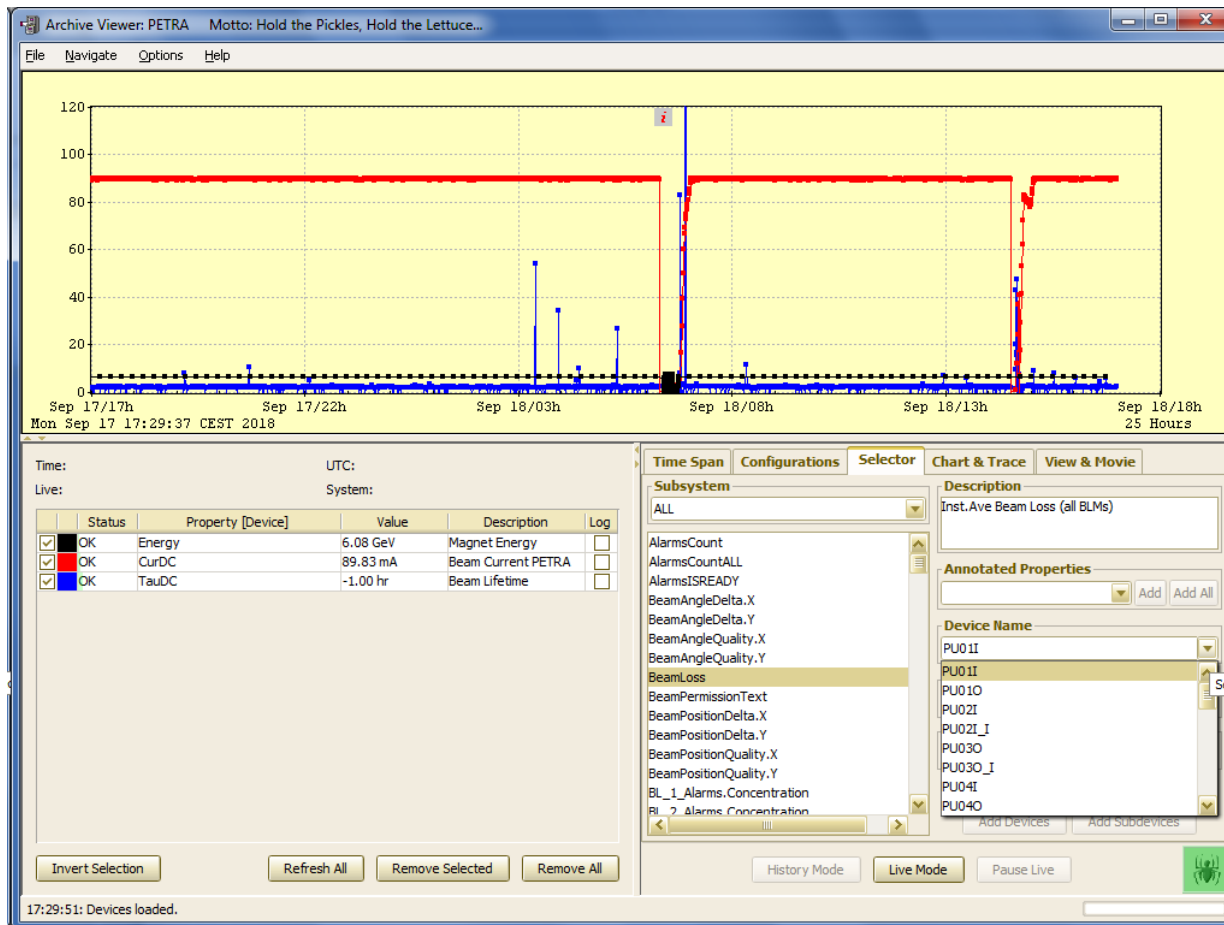 Archive Viewer: PETRA Motto: Hold the Pickles, Hold the Lettuce...
File Navigate Options Help
i
120
100
80
60
40
20
0
Sep 17/17h Sep 17/22h Sep 18/03h Sep 18/08h Sep 18/13h Sep 18/18h
Mon Sep 17 17:29:37 CEST 2018 25 Hours
Time: UTC:
Live: System:
Status Property [Device] Value Description Log
OK Energy 6.08 GeV Magnet Energy
OK CurDC 89.83 mA Beam Current PETRA
OK TauDC -1.00 hr Beam Lifetime
Invert Selection Refresh All Remove Selected Remove All
Time Span Configurations Selector Chart & Trace View & Movie
Subsystem
ALL
AlarmsCount
AlarmsCountALL
AlarmsISREADY
BeamAngleDelta.X
BeamAngleDelta.Y
BeamAngleQuality.X
BeamAngleQuality.Y
BeamLoss
BeamPermissionText
BeamPositionDelta.X
BeamPositionDelta.Y
BeamPositionQuality.X
BeamPositionQuality.Y
BL_1_Alarms.Concentration
BL_2_Alarms.Concentration
Description
Inst.Ave Beam Loss (all BLMs)
Annotated Properties
Add Add All
Device Name
PU01I
PU01I
PU01O
PU02I
PU02I_I
PU03O
PU03O_I
PU04I
PU04O
Add Devices Add Subdevices
History Mode Live Mode Pause Live
17:29:51: Devices loaded.